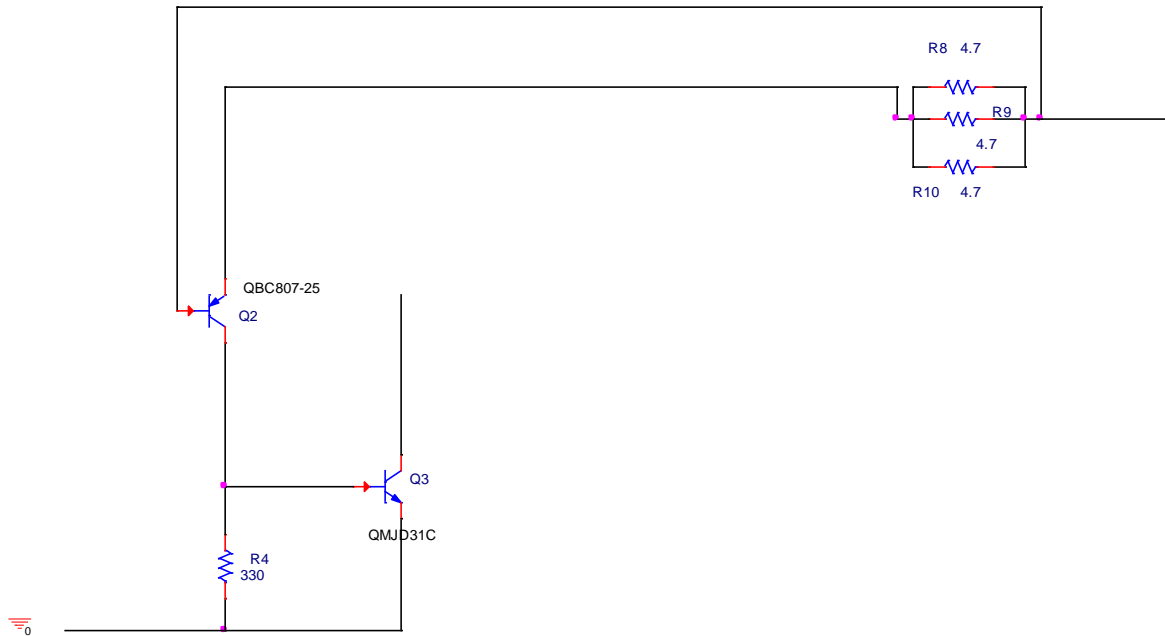 R8 4.7
R9
4.7
R10 4.7
QBC807-25
Q2
Q3
QMJD31C
R4
330
0